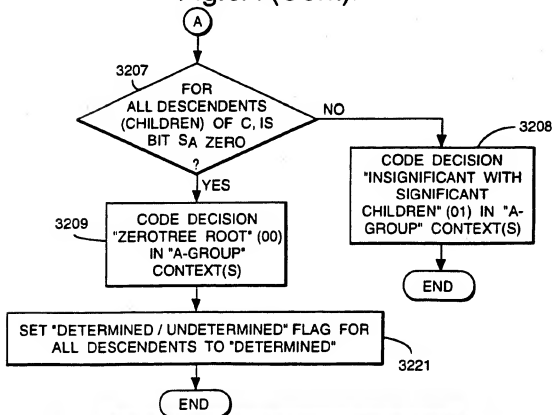 (Cont).
A
3207
FOR
ALL DESCENDENTS
(CHILDREN) OF C, IS
BIT SA ZERO
?
NO
YES
3208
CODE DECISION
"INSIGNIFICANT WITH
SIGNIFICANT
CHILDREN" (01) IN "A-
GROUP" CONTEXT(S)
END
3209
CODE DECISION
"ZEROTREE ROOT" (00)
IN "A-GROUP"
CONTEXT(S)
SET "DETERMINED / UNDETERMINED" FLAG FOR
ALL DESCENDENTS TO "DETERMINED"
3221
END